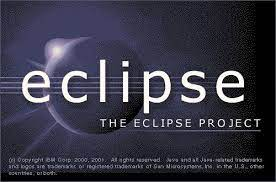 eclipse
THE ECLIPSE PROJECT
(c) Copyright IBM Corp. 2000, 2001. All rights reserved. Java and all Java-related trademarks
and logos are trademarks or registered trademarks of Sun Microsystems, Inc. in the U.S., other
countries, or both.